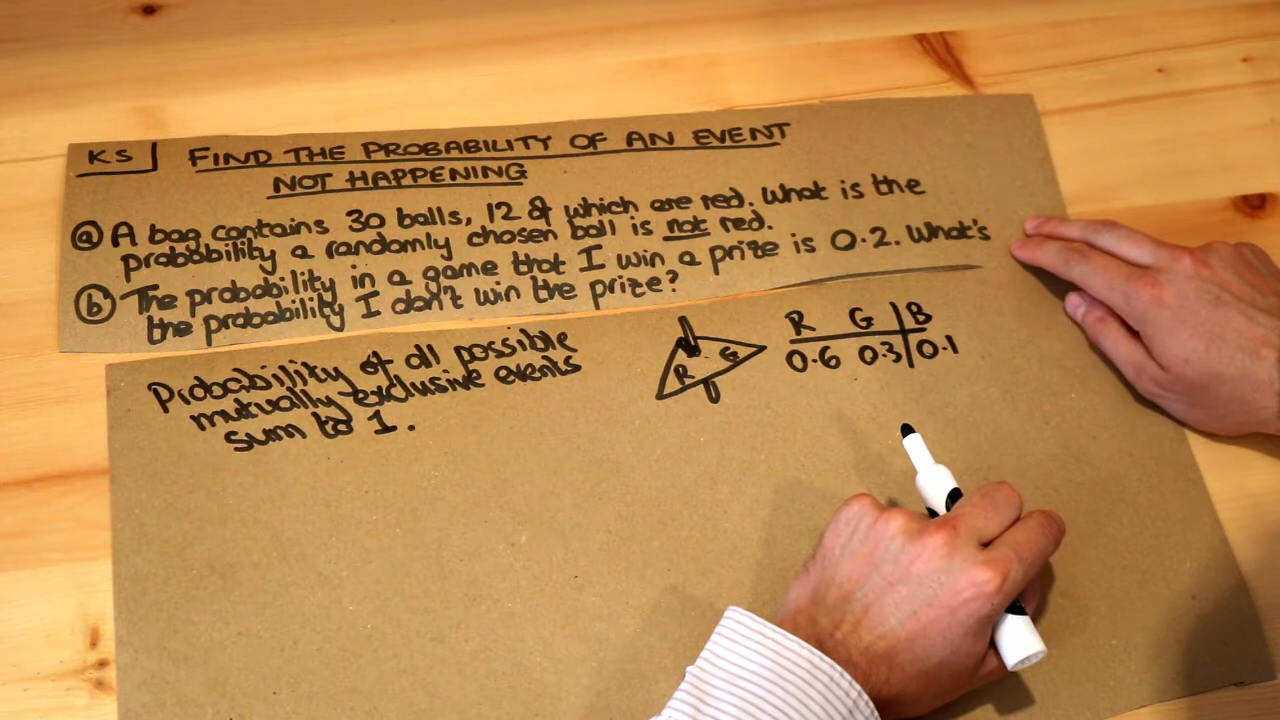 KS
FIND THE PROBABILITY OF AN EVENT
NOT HAPPENING
(a) A bag contains 30 balls, 12 of which are red. What is the
probability a randomly chosen ball is not red.
(b) The probability in a game that I win a prize is 0.2. What's
the probability I don't win the prize?
Probability of all possible
mutually exclusive events
sum to 1.
R G
R G B
0.6 0.3 0.1